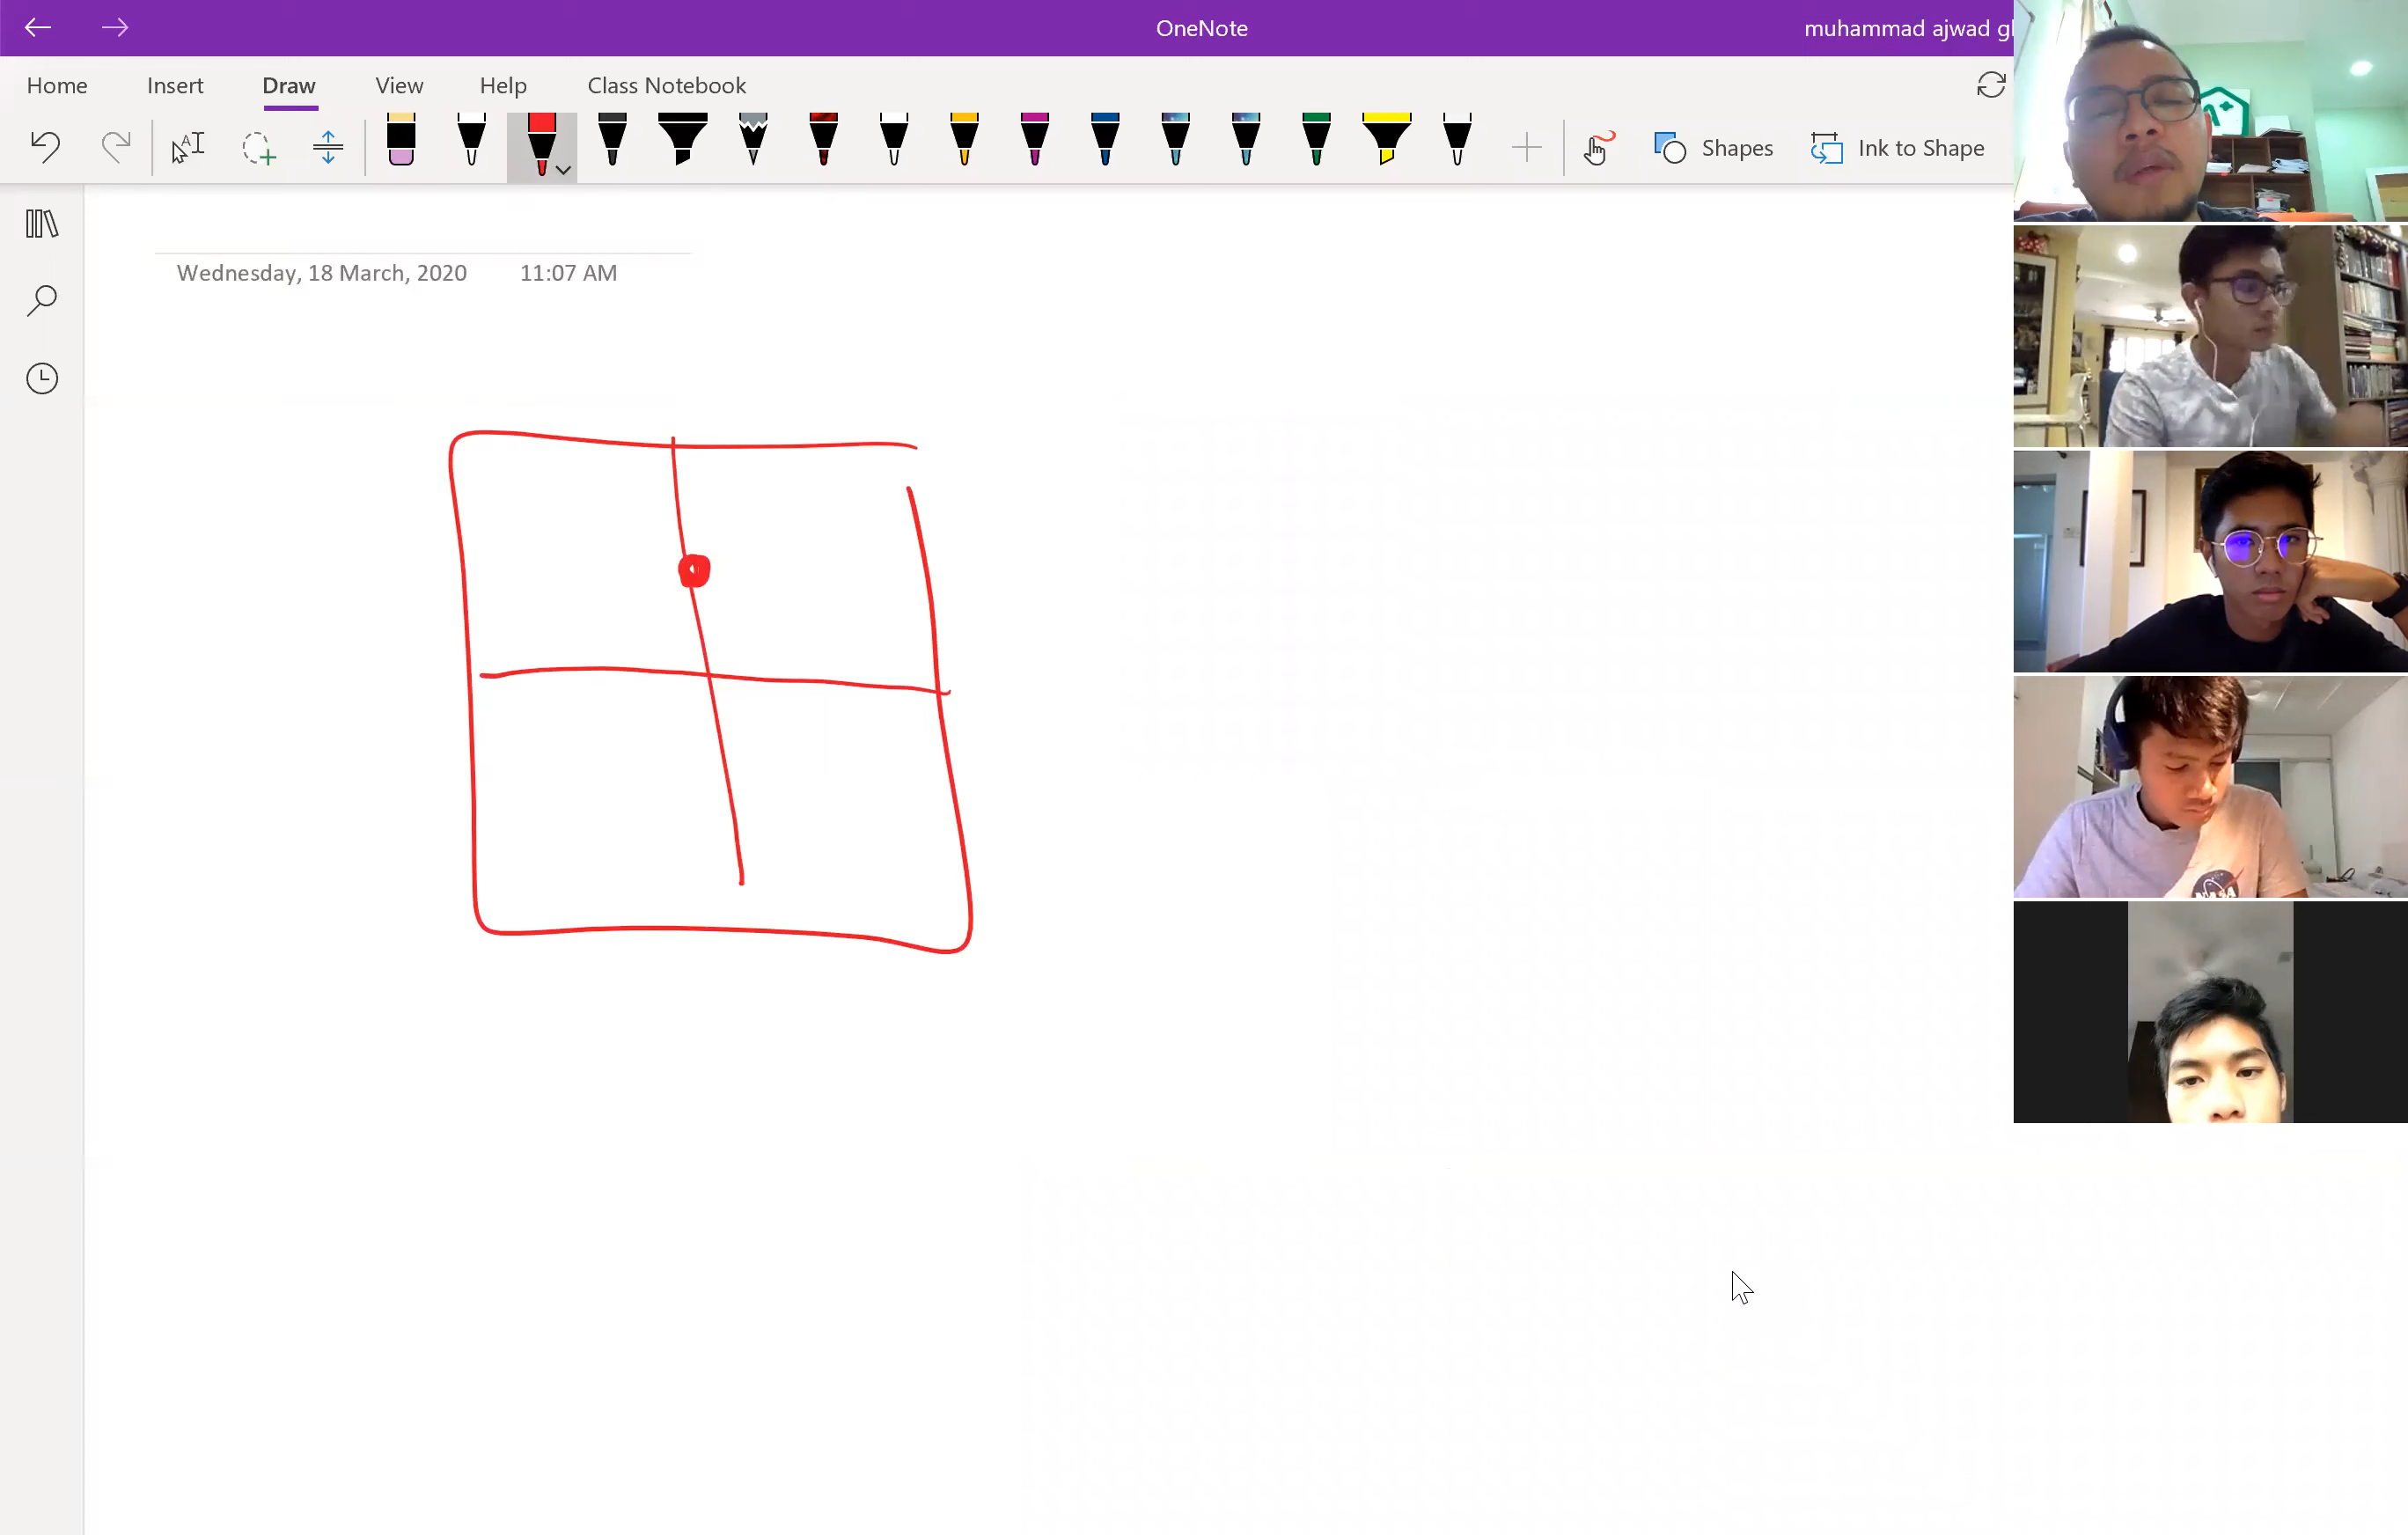 OneNote
muhammad ajwad
Home Insert Draw View Help Class Notebook
Shapes Ink to Shape
Wednesday, 18 March, 2020 11:07 AM
NASA